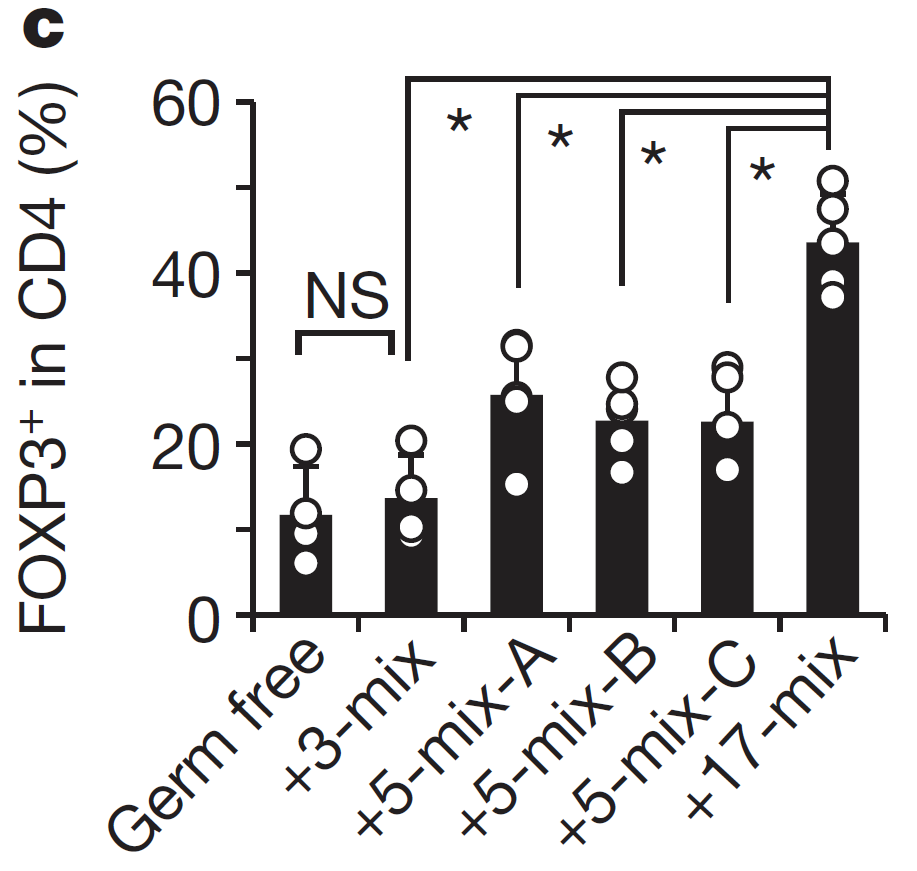 c
FOXP3⁺ in CD4 (%)
60
40
20
0
NS
*
*
*
*
Germ free
+3-mix
+5-mix-A
+5-mix-B
+5-mix-C
+17-mix